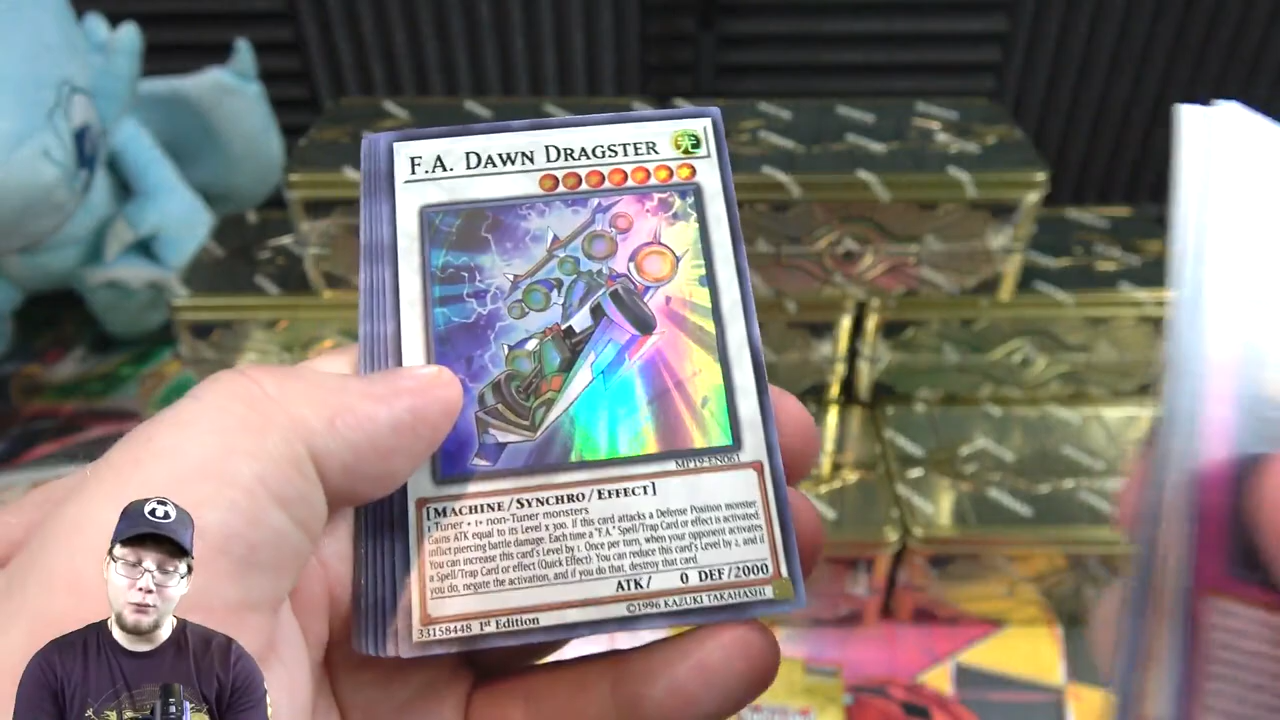 F.A. DAWN DRAGSTER
光
MP19-EN061
[MACHINE/SYNCHRO/EFFECT]
1 Tuner + 1+ non-Tuner monsters
Gains ATK equal to its Level x 300. If this card attacks a Defense Position monster,
inflict piercing battle damage. Each time a "F.A." Spell/Trap Card or effect is activated:
You can increase this card's Level by 1. Once per turn, when your opponent activates
a Spell/Trap Card or effect (Quick Effect): You can reduce this card's Level by 2, and if
you do, negate the activation, and if you do that, destroy that card.
ATK/ 0 DEF/2000
33158448 1st Edition ©1996 KAZUKI TAKAHASHI